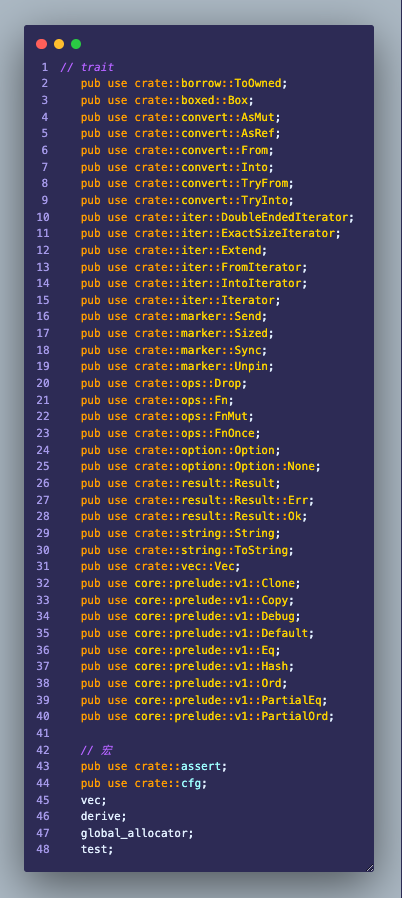 1 // trait
2 pub use crate::borrow::ToOwned;
3 pub use crate::boxed::Box;
4 pub use crate::convert::AsMut;
5 pub use crate::convert::AsRef;
6 pub use crate::convert::From;
7 pub use crate::convert::Into;
8 pub use crate::convert::TryFrom;
9 pub use crate::convert::TryInto;
10 pub use crate::iter::DoubleEndedIterator;
11 pub use crate::iter::ExactSizeIterator;
12 pub use crate::iter::Extend;
13 pub use crate::iter::FromIterator;
14 pub use crate::iter::IntoIterator;
15 pub use crate::iter::Iterator;
16 pub use crate::marker::Send;
17 pub use crate::marker::Sized;
18 pub use crate::marker::Sync;
19 pub use crate::marker::Unpin;
20 pub use crate::ops::Drop;
21 pub use crate::ops::Fn;
22 pub use crate::ops::FnMut;
23 pub use crate::ops::FnOnce;
24 pub use crate::option::Option;
25 pub use crate::option::Option::None;
26 pub use crate::result::Result;
27 pub use crate::result::Result::Err;
28 pub use crate::result::Result::Ok;
29 pub use crate::string::String;
30 pub use crate::string::ToString;
31 pub use crate::vec::Vec;
32 pub use core::prelude::v1::Clone;
33 pub use core::prelude::v1::Copy;
34 pub use core::prelude::v1::Debug;
35 pub use core::prelude::v1::Default;
36 pub use core::prelude::v1::Eq;
37 pub use core::prelude::v1::Hash;
38 pub use core::prelude::v1::Ord;
39 pub use core::prelude::v1::PartialEq;
40 pub use core::prelude::v1::PartialOrd;
41
42 // 宏
43 pub use crate::assert;
44 pub use crate::cfg;
45 vec;
46 derive;
47 global_allocator;
48 test;